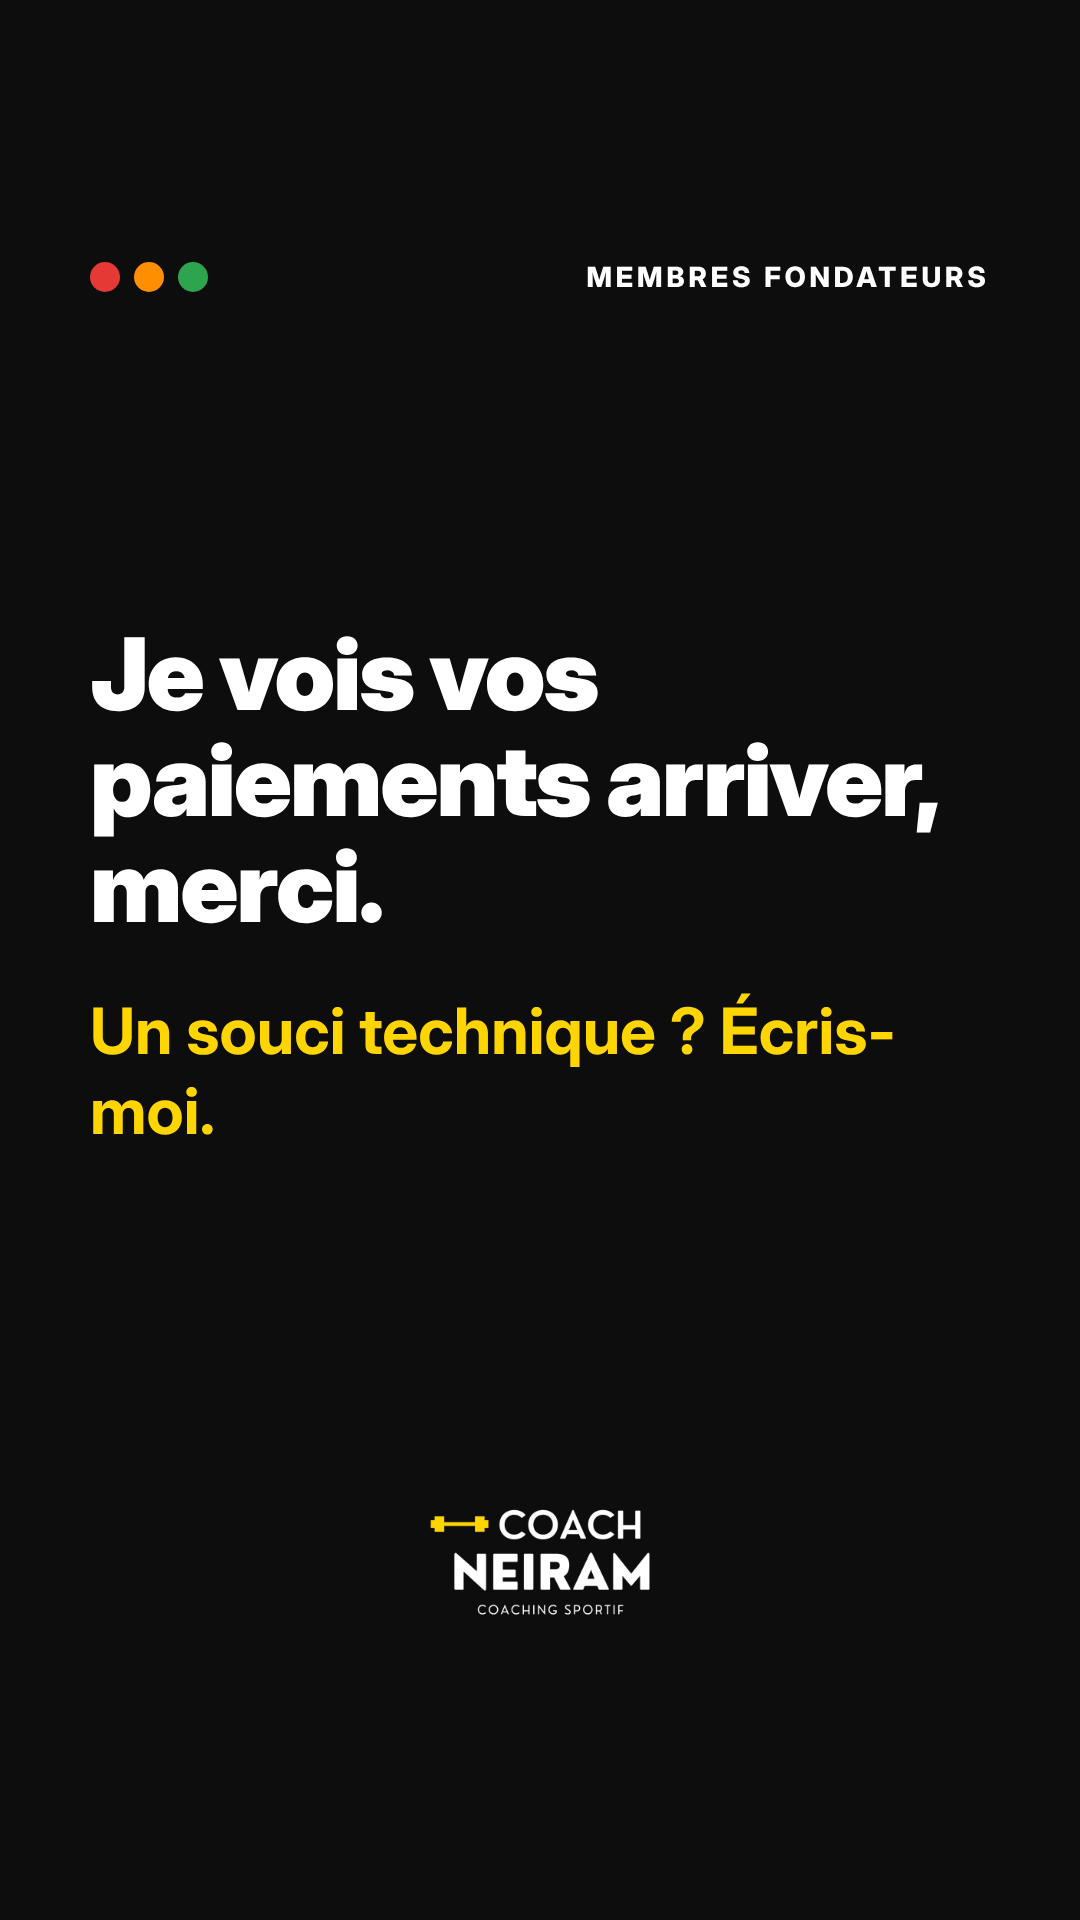 MEMBRES FONDATEURS
Je vois vos
paiements arriver,
merci.
Un souci technique ? Écris-
moi.
COACH
NEIRAM
COACHING SPORTIF